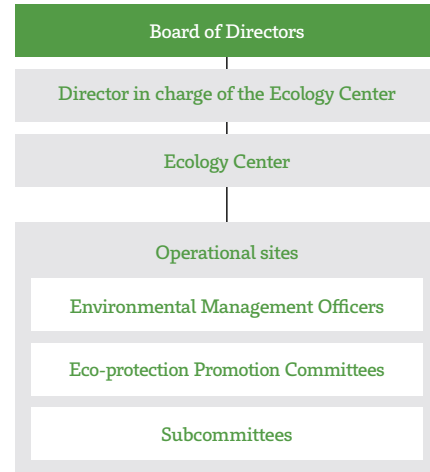 Board of Directors
Director in charge of the Ecology Center
Ecology Center
Operational sites
Environmental Management Officers
Eco-protection Promotion Committees
Subcommittees